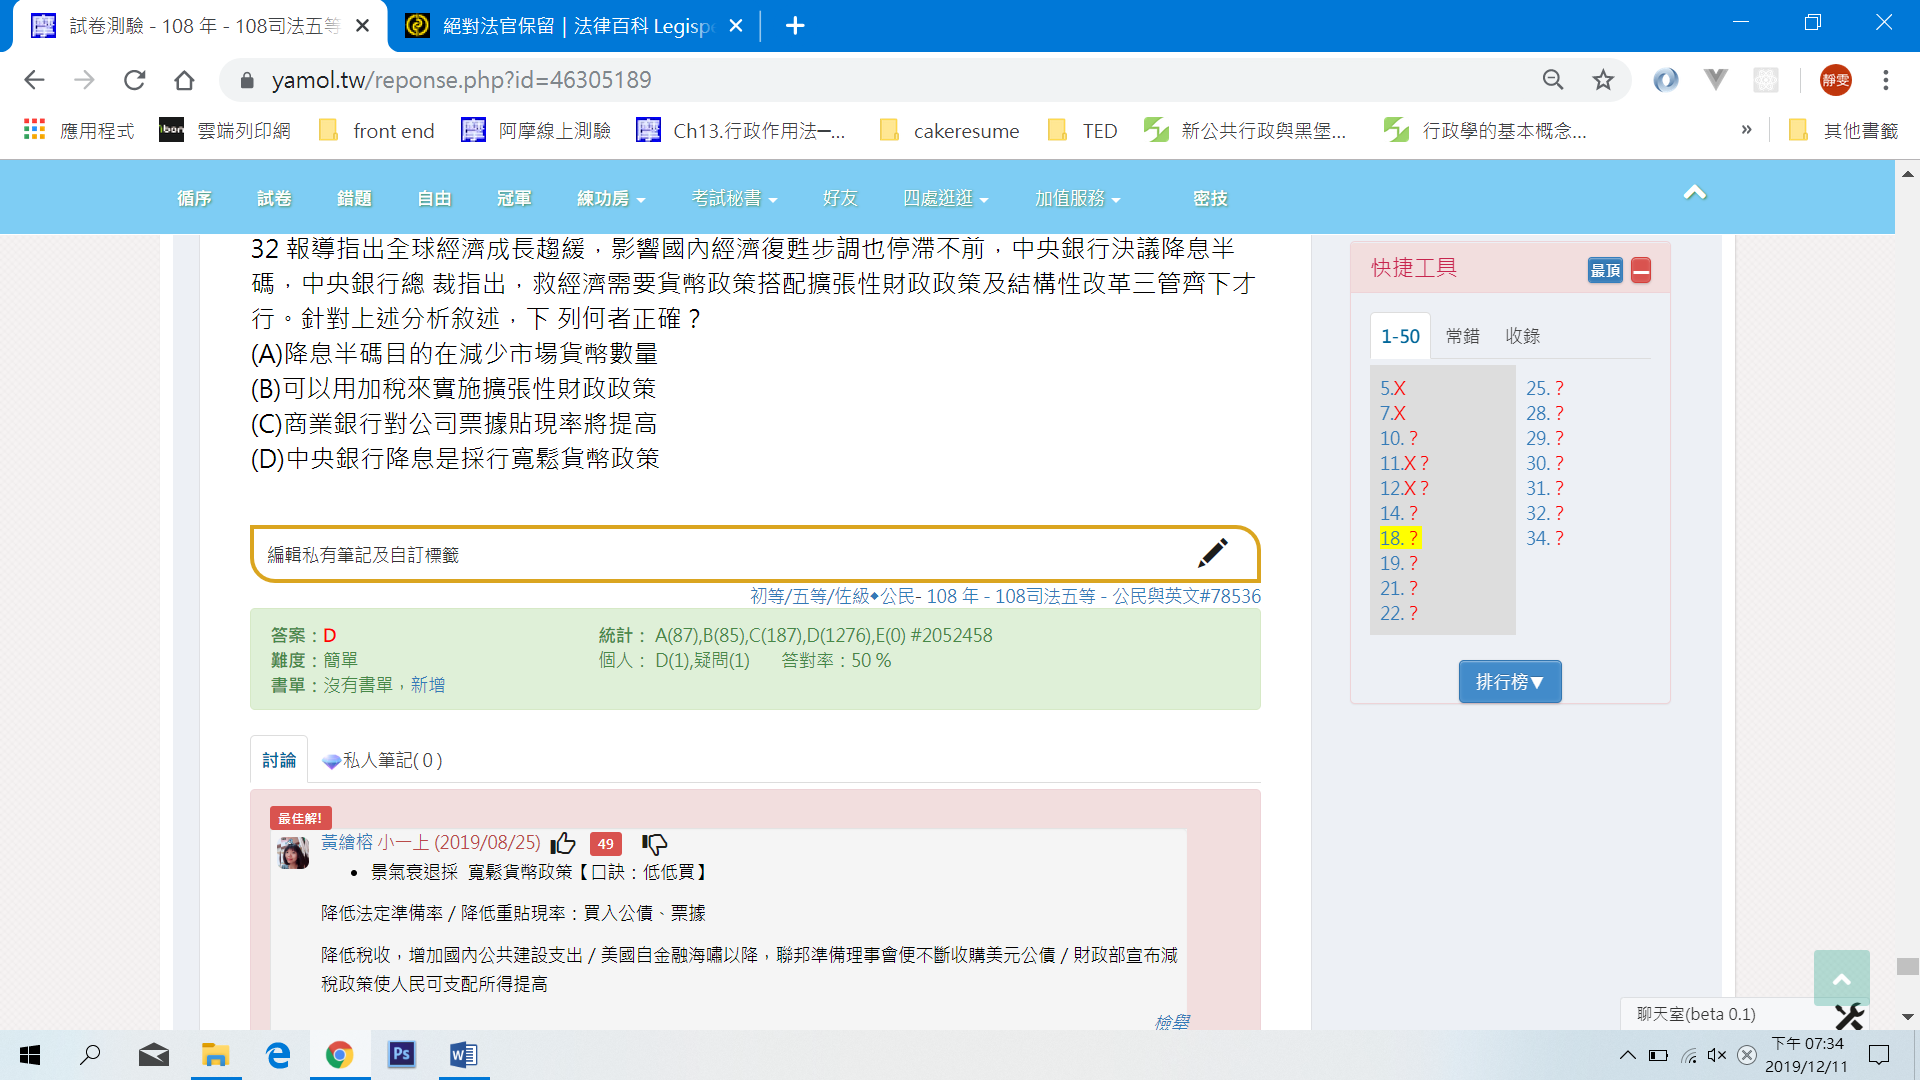 試卷測驗 - 108 年 - 108司法五等
絕對法官保留 | 法律百科 Legisp
yamol.tw/reponse.php?id=46305189
靜雯
應用程式
ibon
雲端列印網
front end
阿摩線上測驗
Ch13.行政作用法─...
cakeresume
TED
新公共行政與黑堡...
行政學的基本概念...
»
其他書籤
循序
試卷
錯題
自由
冠軍
練功房
考試秘書
好友
四處逛逛
加值服務
密技
32 報導指出全球經濟成長趨緩，影響國內經濟復甦步調也停滯不前，中央銀行決議降息半
碼，中央銀行總 裁指出，救經濟需要貨幣政策搭配擴張性財政政策及結構性改革三管齊下才
行。針對上述分析敘述，下 列何者正確？
(A)降息半碼目的在減少市場貨幣數量
(B)可以用加稅來實施擴張性財政政策
(C)商業銀行對公司票據貼現率將提高
(D)中央銀行降息是採行寬鬆貨幣政策
編輯私有筆記及自訂標籤
初等/五等/佐級◆公民- 108 年 - 108司法五等 - 公民與英文#78536
答案：D
統計： A(87),B(85),C(187),D(1276),E(0) #2052458
難度：簡單
個人： D(1),疑問(1) 答對率：50 %
書單：沒有書單，新增
討論
私人筆記( 0 )
最佳解!
黃繪榕 小一上 (2019/08/25) 49
• 景氣衰退採 寬鬆貨幣政策【口訣：低低買】
降低法定準備率 / 降低重貼現率：買入公債、票據
降低稅收，增加國內公共建設支出 / 美國自金融海嘯以降，聯邦準備理事會便不斷收購美元公債 / 財政部宣布減
稅政策使人民可支配所得提高
檢舉
快捷工具
最頂
1-50
常錯
收錄
5.X
7.X
10. ?
11.X ?
12.X ?
14. ?
18. ?
19. ?
21. ?
22. ?
25. ?
28. ?
29. ?
30. ?
31. ?
32. ?
34. ?
排行榜▼
聊天室(beta 0.1)
Ps
下午 07:34
2019/12/11